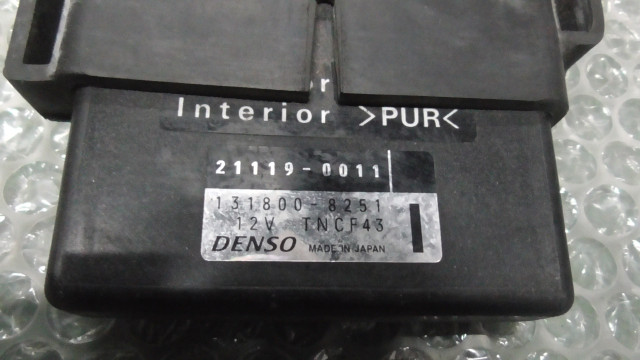 Interior >PUR<
21119-0011
131800-8251
12V TNCF43
DENSO MADE IN JAPAN